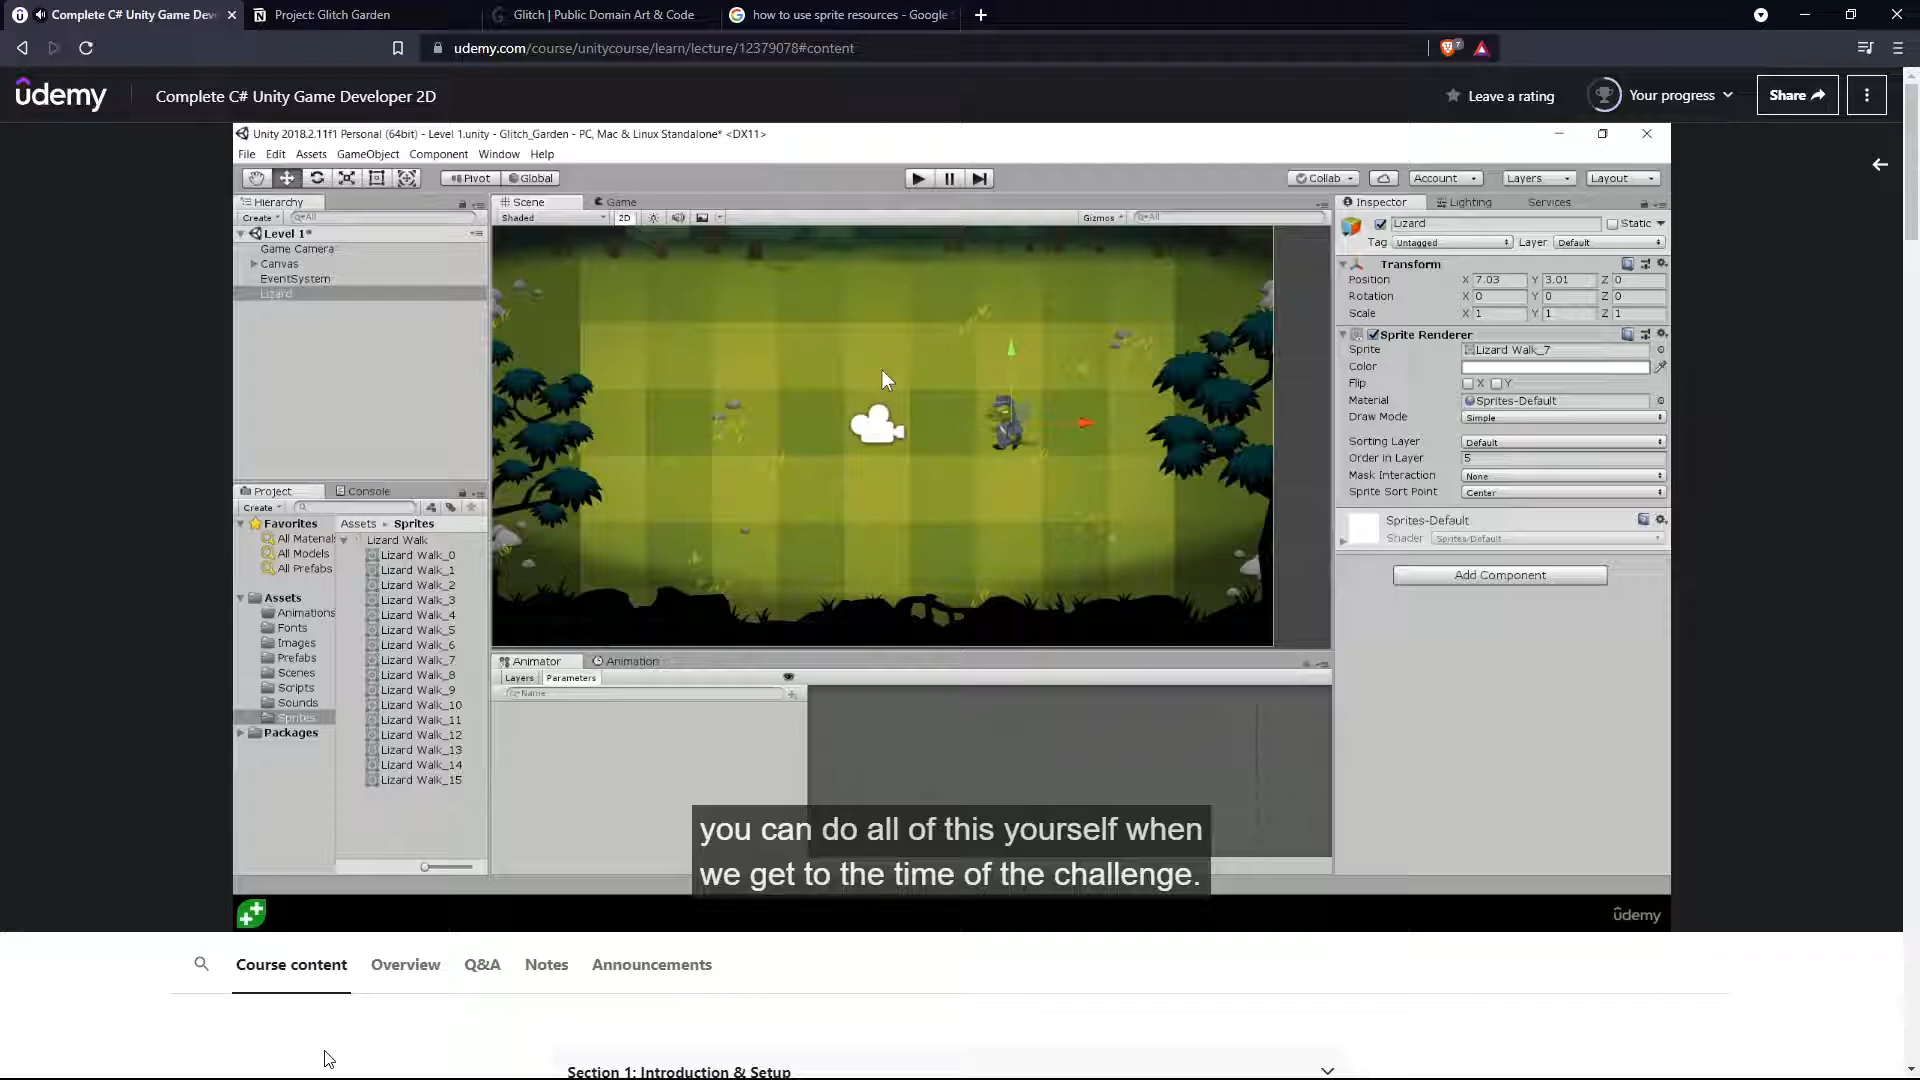 Complete C# Unity Game Dev
Project: Glitch Garden
Glitch | Public Domain Art & Code
how to use sprite resources - Google
udemy.com/course/unitycourse/learn/lecture/12379078#content
7
udemy
Complete C# Unity Game Developer 2D
Leave a rating
Your progress
Share
Unity 2018.2.11f1 Personal (64bit) - Level 1.unity - Glitch_Garden - PC, Mac & Linux Standalone* <DX11>
File Edit Assets GameObject Component Window Help
Pivot Global
Collab Account Layers Layout
Hierarchy
Create All
Level 1*
Game Camera
Canvas
EventSystem
Lizard
Scene Game
Shaded 2D Gizmos All
Inspector Lighting Services
Lizard Static
Tag Untagged Layer Default
Transform
Position X 7.03 Y 3.01 Z 0
Rotation X 0 Y 0 Z 0
Scale X 1 Y 1 Z 1
Sprite Renderer
Sprite Lizard Walk_7
Color
Flip X Y
Material Sprites-Default
Draw Mode Simple
Sorting Layer Default
Order in Layer 5
Mask Interaction None
Sprite Sort Point Center
Sprites-Default
Shader Sprites/Default
Add Component
Project Console
Create
Favorites
All Material
All Models
All Prefabs
Assets
Animations
Fonts
Images
Prefabs
Scenes
Scripts
Sounds
Sprites
Packages
Assets Sprites
Lizard Walk
Lizard Walk_0
Lizard Walk_1
Lizard Walk_2
Lizard Walk_3
Lizard Walk_4
Lizard Walk_5
Lizard Walk_6
Lizard Walk_7
Lizard Walk_8
Lizard Walk_9
Lizard Walk_10
Lizard Walk_11
Lizard Walk_12
Lizard Walk_13
Lizard Walk_14
Lizard Walk_15
Animator Animation
Layers Parameters
Name
you can do all of this yourself when
we get to the time of the challenge.
udemy
Course content Overview Q&A Notes Announcements
Section 1: Introduction & Setup